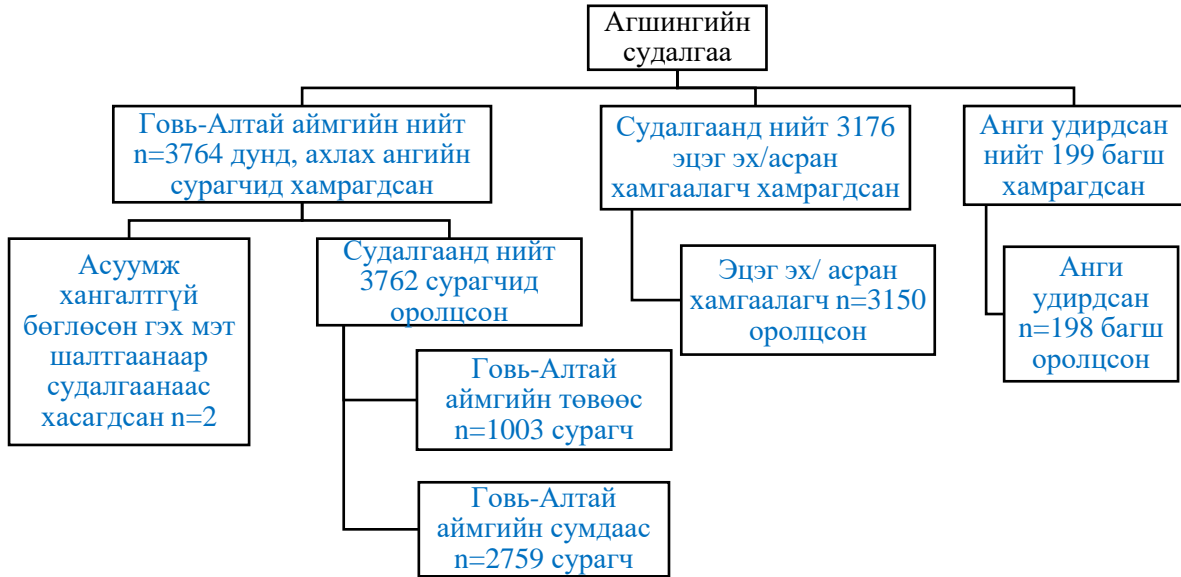 Агшингийн
судалгаа
Говь-Алтай аймгийн нийт
n=3764 дунд, ахлах ангийн
сурагчид хамрагдсан
Судалгаанд нийт 3176
эцэг эх/асран
хамгаалагч хамрагдсан
Анги удирдсан
нийт 199 багш
хамрагдсан
Асуумж
хангалтгүй
бөглөсөн гэх мэт
шалтгаанаар
судалгаанаас
хасагдсан n=2
Судалгаанд нийт
3762 сурагчид
оролцсон
Эцэг эх/ асран
хамгаалагч n=3150
оролцсон
Анги
удирдсан
n=198 багш
оролцсон
Говь-Алтай
аймгийн төвөөс
n=1003 сурагч
Говь-Алтай
аймгийн сумдаас
n=2759 сурагч